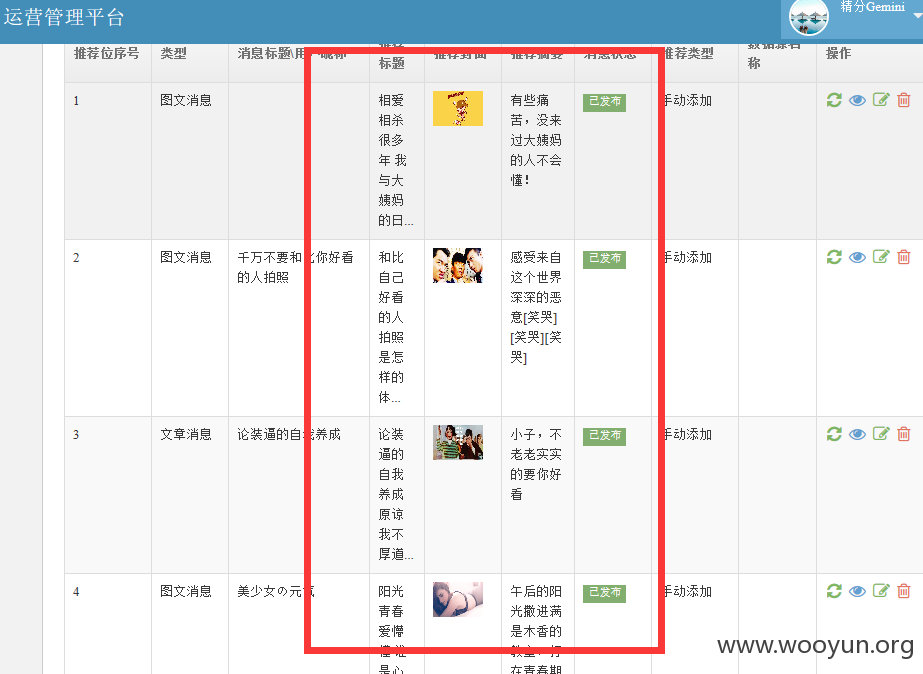 运营管理平台
精分Gemini
推荐位序号 类型 消息标题\用户昵称 推荐标题 推荐封面 推荐摘要 消息状态 推荐类型 数据源名称 操作
1 图文消息
相爱
相杀
很多
年 我
与大
姨妈
的日...
有些痛
苦，没来
过大姨妈
的人不会
懂！
已发布
手动添加
2 图文消息
千万不要和比你好看
的人拍照
和比
自己
好看
的人
拍照
是怎
样的
体...
感受来自
这个世界
深深的恶
意[笑哭]
[笑哭][笑
哭]
已发布
手动添加
3 文章消息
论装逼的自我养成
论装
逼的
自我
养成
原谅
我不
厚道...
小子，不
老老实实
的要你好
看
已发布
手动添加
4 图文消息
美少女の元气
阳光
青春
爱懵
懂 谁
是心
午后的阳
光撒进满
是木香的
教室，打
在青春期
已发布
手动添加
www.wooyun.org